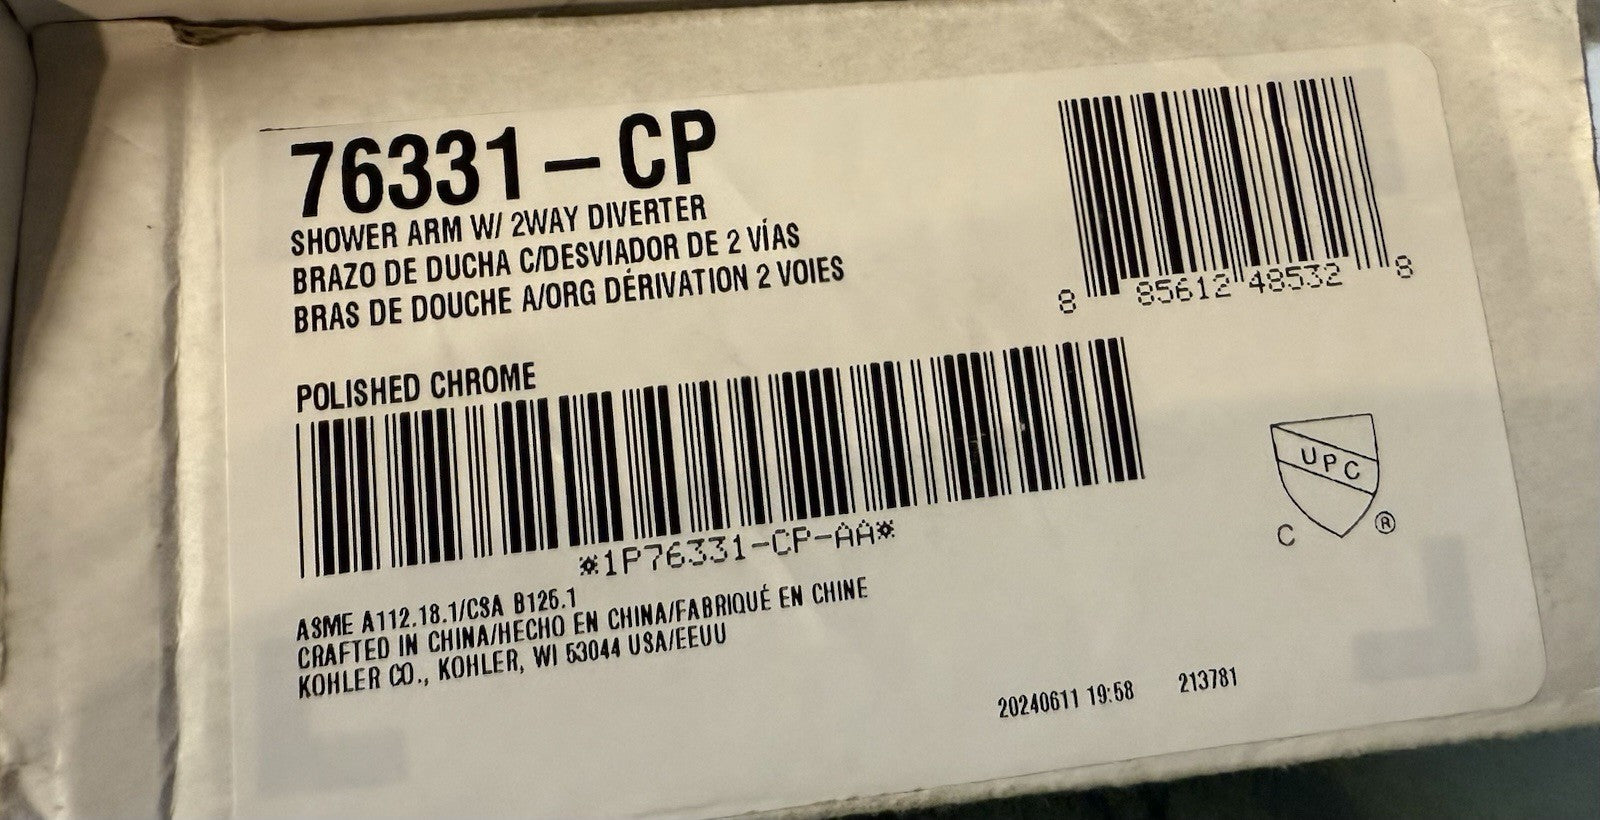 76331-CP
SHOWER ARM W/ 2WAY DIVERTER
BRAZO DE DUCHA C/DESVIADOR DE 2 VÍAS
BRAS DE DOUCHE A/ORG DÉRIVATION 2 VOIES
8 85612 48532 8
POLISHED CHROME
*1P76331-CP-AA*
UPC
C ®
ASME A112.18.1/CSA B125.1
CRAFTED IN CHINA/HECHO EN CHINA/FABRIQUÉ EN CHINE
KOHLER CO., KOHLER, WI 53044 USA/EEUU
20240611 19:58 213781